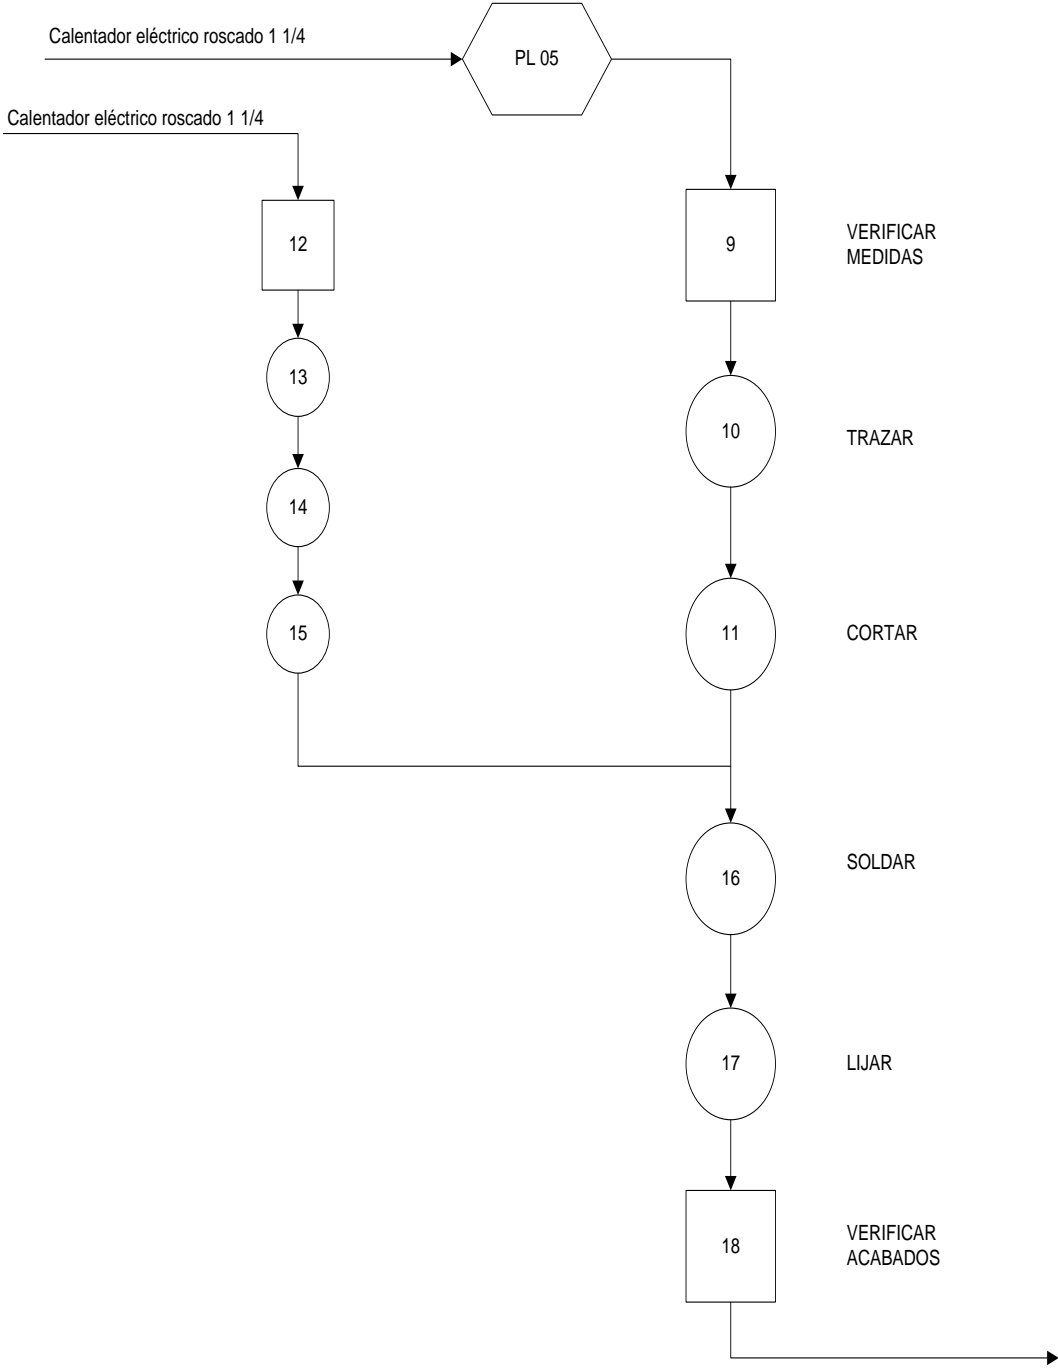 Calentador eléctrico roscado 1 1/4
PL 05
Calentador eléctrico roscado 1 1/4
12
9
VERIFICAR
MEDIDAS
13
10
TRAZAR
14
15
11
CORTAR
16
SOLDAR
17
LIJAR
18
VERIFICAR
ACABADOS